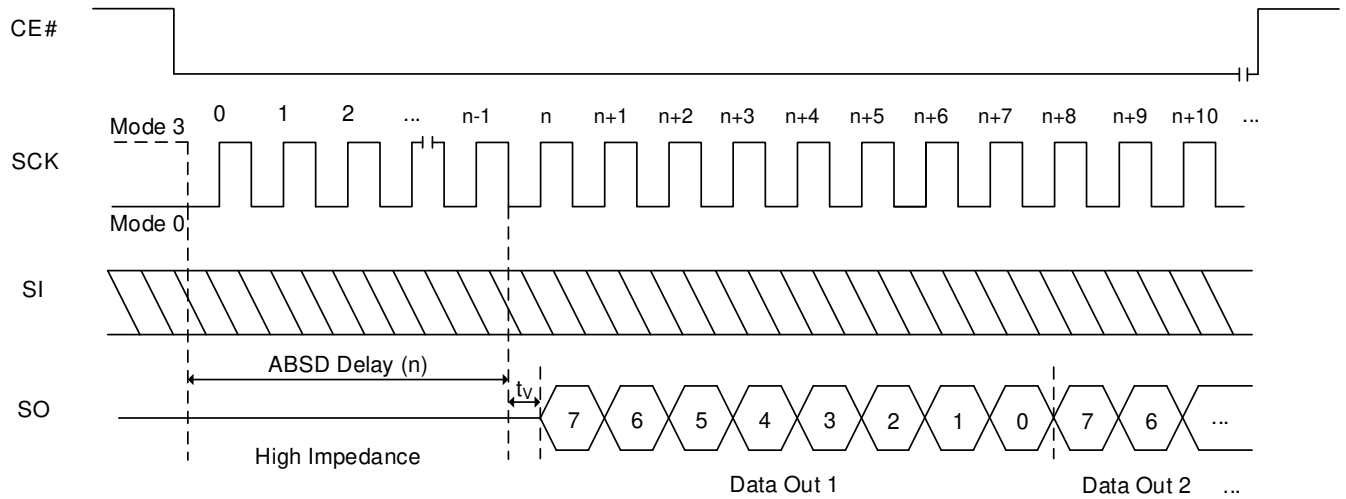 CE#
0 1 2 ... n-1 n n+1 n+2 n+3 n+4 n+5 n+6 n+7 n+8 n+9 n+10 ...
Mode 3
SCK
Mode 0
SI
ABSD Delay (n)
tV
SO
7 6 5 4 3 2 1 0 7 6 ...
High Impedance
Data Out 1 Data Out 2 ...